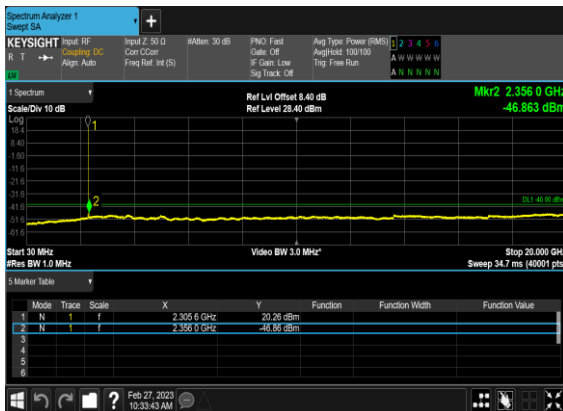 Spectrum Analyzer 1
Swept SA
KEYSIGHT Input: RF Input Z: 50 Ω #Atten: 30 dB PNO: Fast Avg Type: Power (RMS) 1 2 3 4 5 6
R T Coupling: DC Corr CCorr Gate: Off Avg|Hold: 100/100 A W W W W W
Align: Auto Freq Ref: Int (S) IF Gain: Low Trig: Free Run
Sig Track: Off A N N N N N
1 Spectrum
Ref Lvl Offset 8.40 dB Mkr2 2.356 0 GHz
Scale/Div 10 dB Ref Level 28.40 dBm -46.863 dBm
Log
1
18.4
8.40
-1.60
-11.6
-21.6
-31.6
DL1 -40.00 dBm
-41.6
2
-51.6
-61.6
Start 30 MHz Video BW 3.0 MHz* Stop 20.000 GHz
#Res BW 1.0 MHz Sweep 34.7 ms (40001 pts)
5 Marker Table
Mode Trace Scale X Y Function Function Width Function Value
1 N 1 f 2.305 6 GHz 20.26 dBm
2 N 1 f 2.356 0 GHz -46.86 dBm
3
4
5
6
? Feb 27, 2023
10:33:43 AM